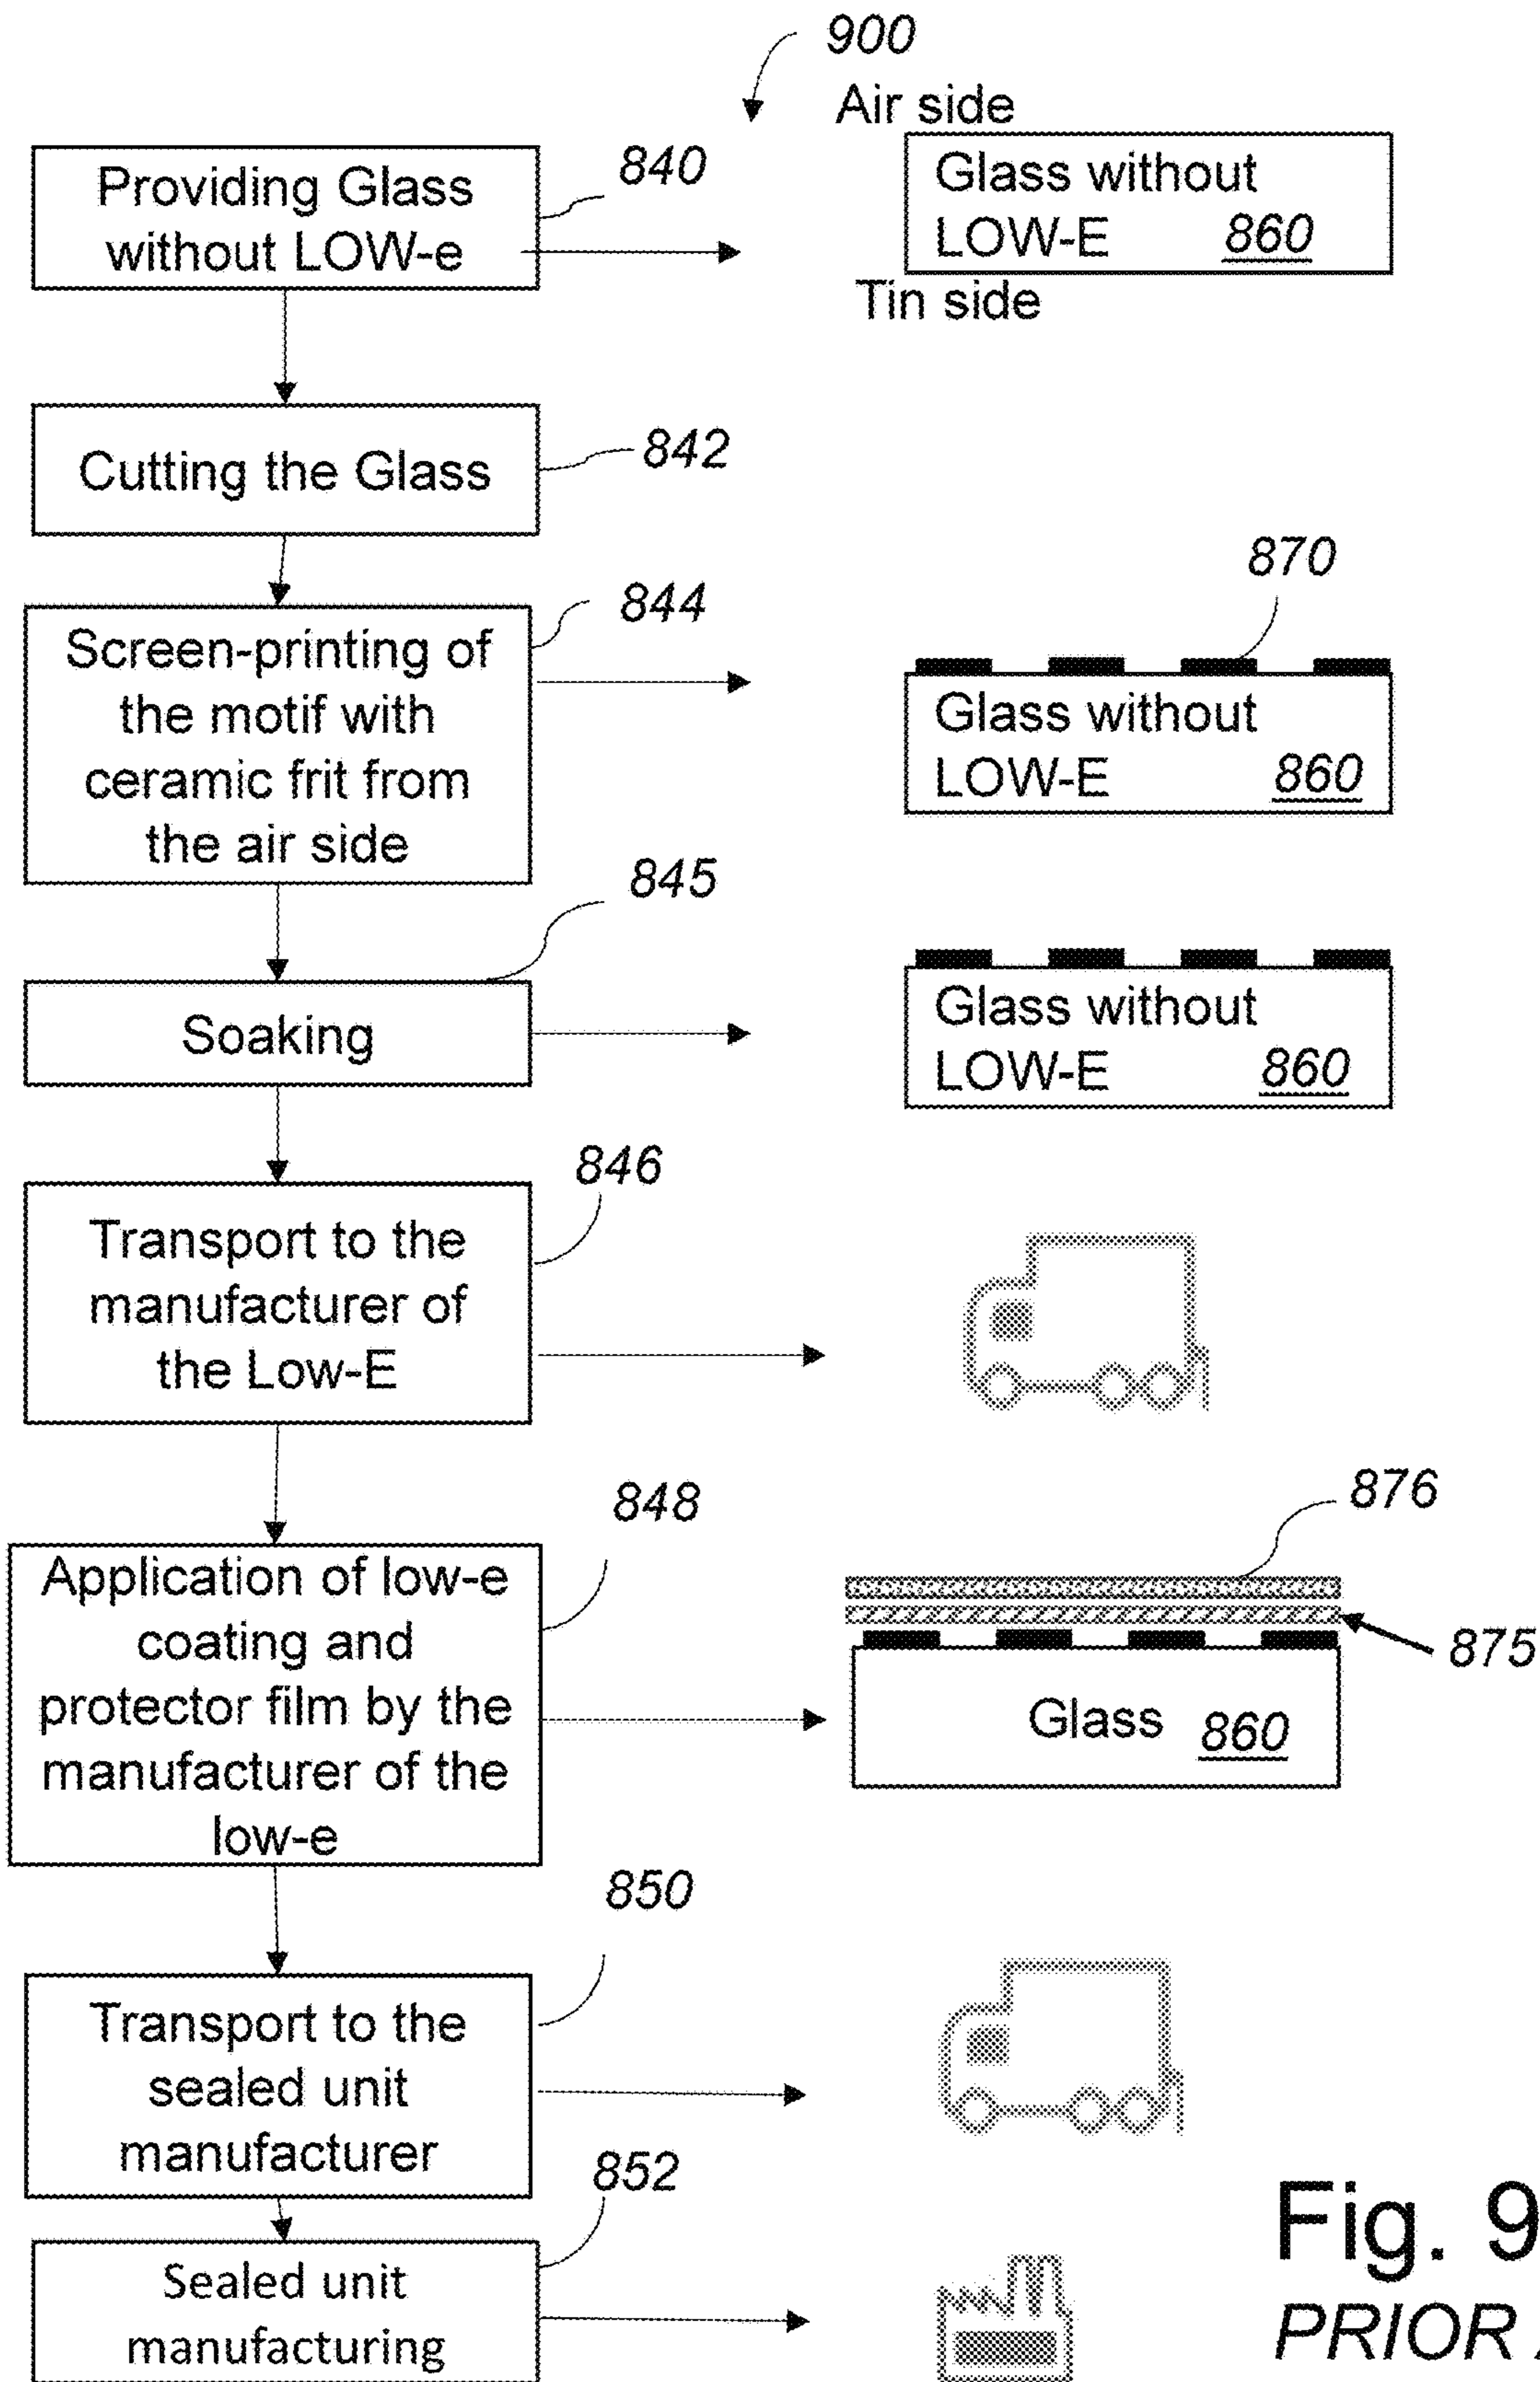 900
Air side
Providing Glass
without LOW-e
840
Glass without
LOW-E 860
Tin side
Cutting the Glass
842
Screen-printing of
the motif with
ceramic frit from
the air side
844
870
Glass without
LOW-E 860
845
Soaking
Glass without
LOW-E 860
Transport to the
manufacturer of
the Low-E
846
Application of low-e
coating and
protector film by the
manufacturer of the
low-e
848
876
875
Glass 860
Transport to the
sealed unit
manufacturer
850
Sealed unit
manufacturing
852
Fig. 9
PRIOR